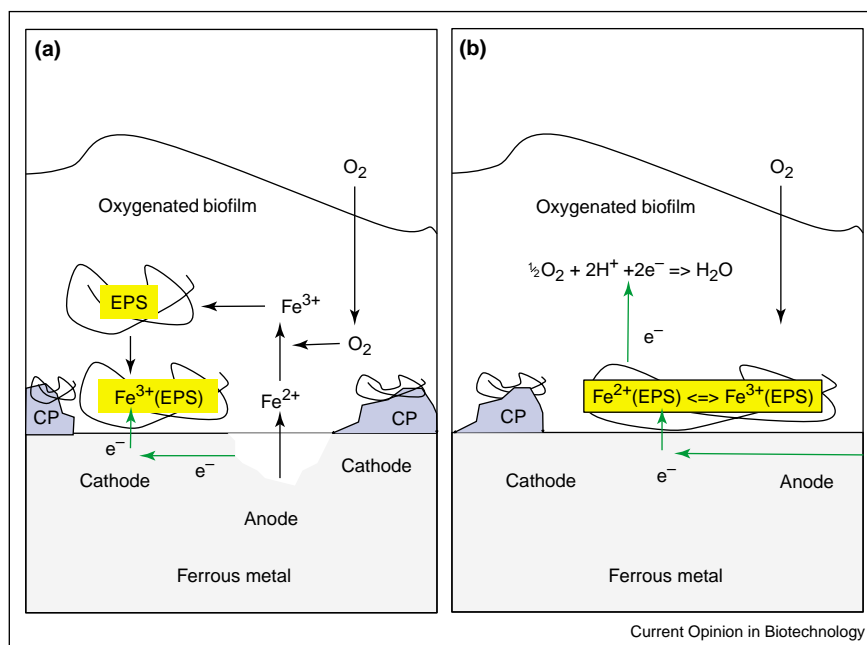 (a)
O₂
Oxygenated biofilm
EPS
Fe³⁺
O₂
Fe³⁺(EPS)
Fe²⁺
CP
CP
e⁻
e⁻
Cathode
Cathode
Anode
Ferrous metal
(b)
O₂
Oxygenated biofilm
½O₂ + 2H⁺ +2e⁻ => H₂O
e⁻
Fe²⁺(EPS) <=> Fe³⁺(EPS)
CP
e⁻
Cathode
Anode
Ferrous metal
Current Opinion in Biotechnology